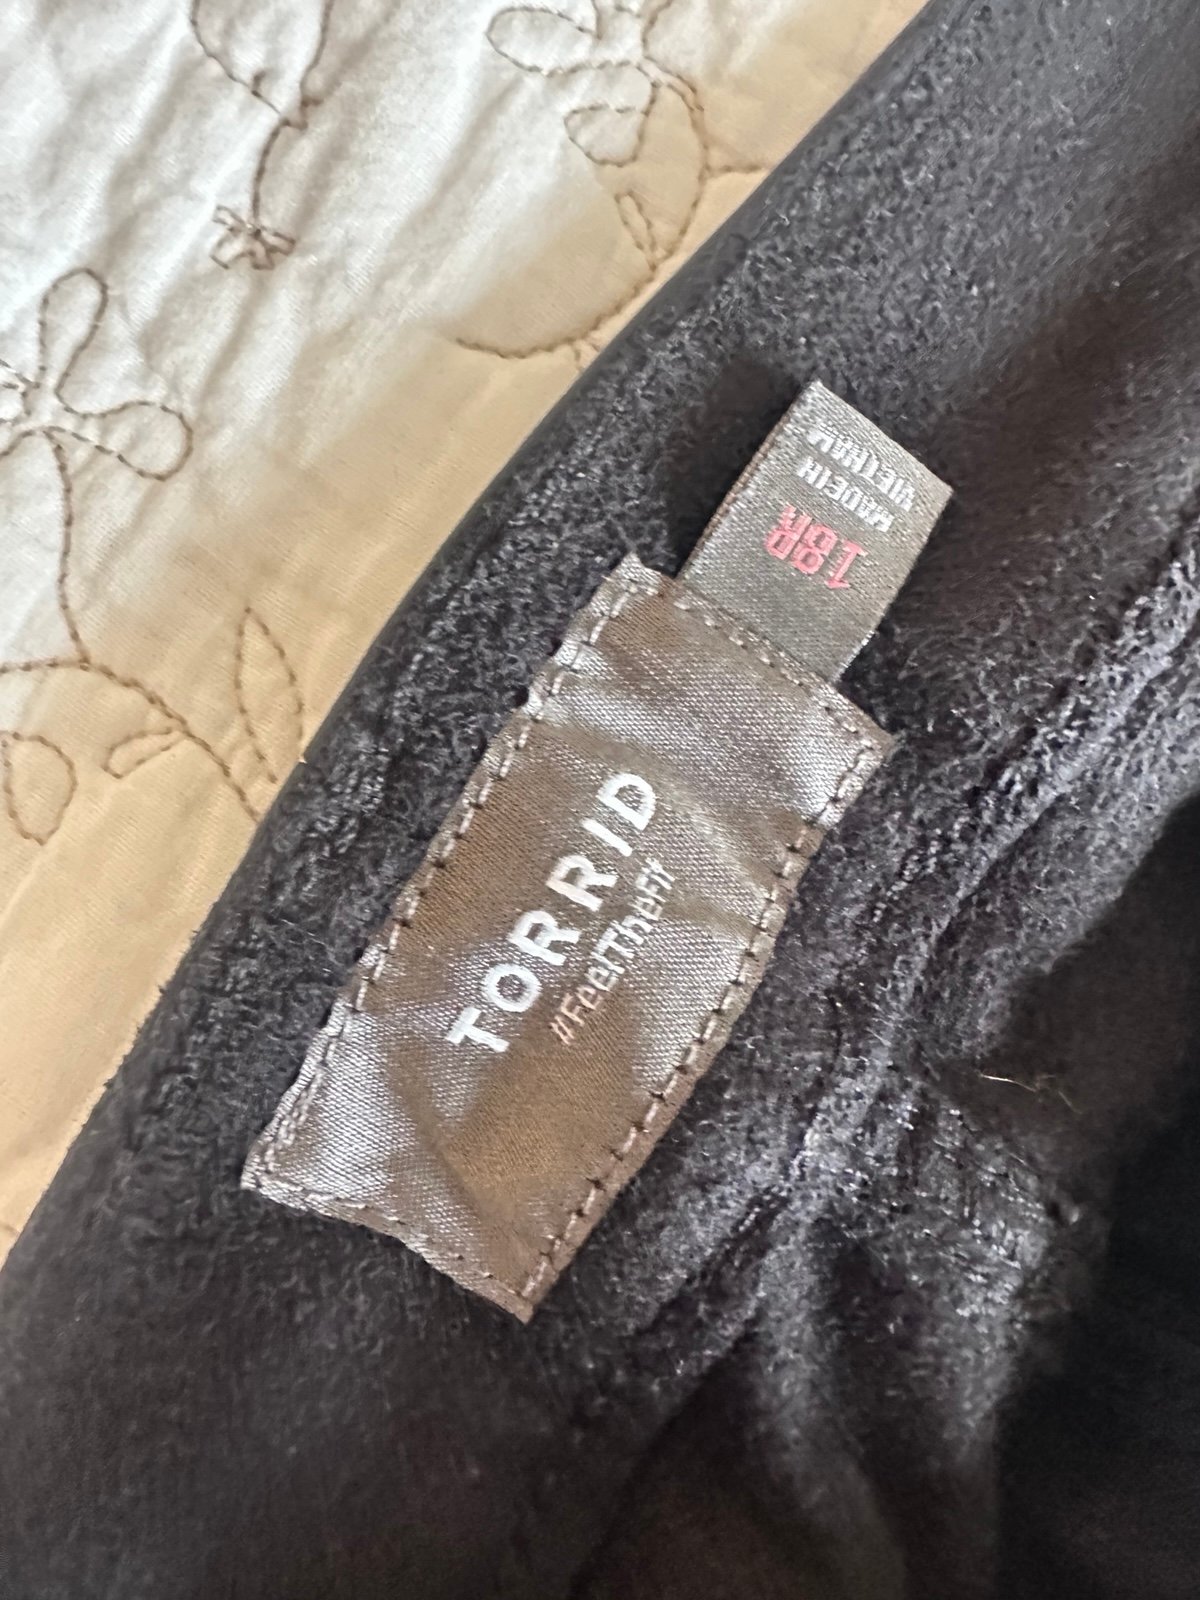 TORRID
#FeelTheFit
18R
MADE IN
VIETNAM